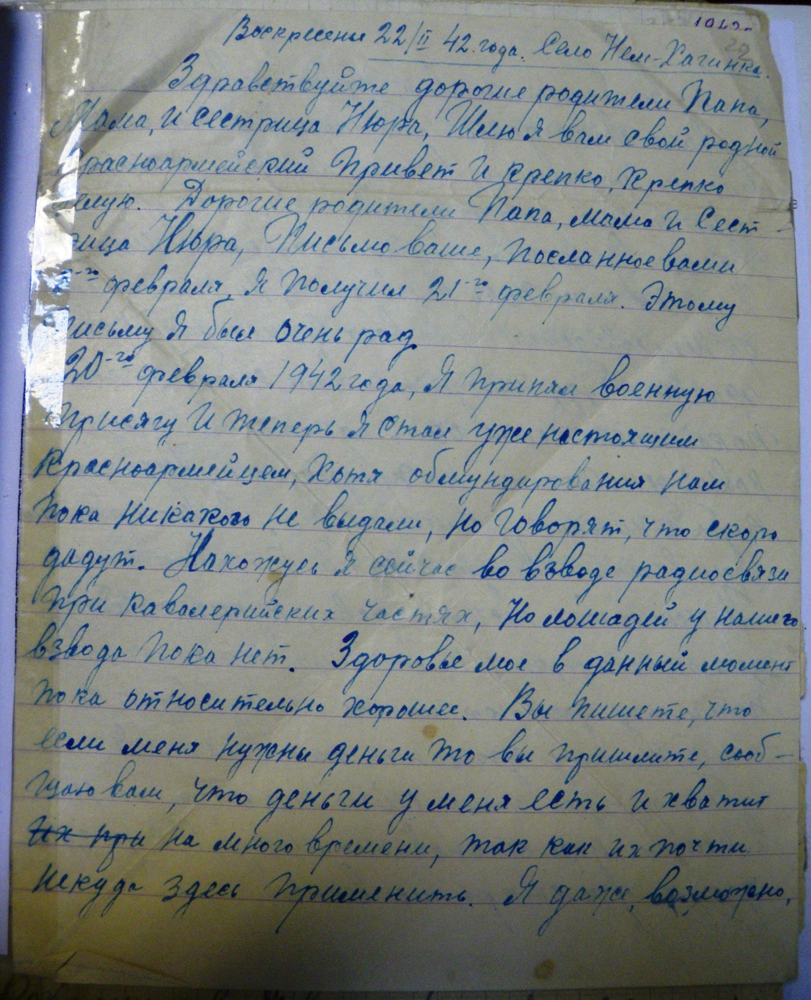 1942
22
Воскресенье 22/II 42 года. Село Нем-Хагинка.
Здравствуйте дорогие родители Папа,
Мама, и сестрица Нюра, Шлю я вам свой родной
красноармейский привет и крепко, крепко
целую. Дорогие родители Папа, мама и Сест-
рица Нюра, Письмо ваше, посланное вами
-го февраля, я получил 21-го февраля. Этому
письму я был очень рад.
20-го февраля 1942 года, я принял военную
присягу и теперь я стал уже настоящим
красноармейцем, хотя обмундирования нам
пока никакого не выдали, но говорят, что скоро
дадут. Нахожусь я сейчас во взводе радиосвязи
при кавалерийских частях, но лошадей у нашего
взвода пока нет. Здоровье мое в данный момент
пока относительно хорошее. Вы пишете, что
если меня нужны деньги то вы пришлите, сооб-
щаю вам, что деньги у меня есть и хватит
их при на много времени, так как их почти
некуда здесь применить. Я даже, возможно,